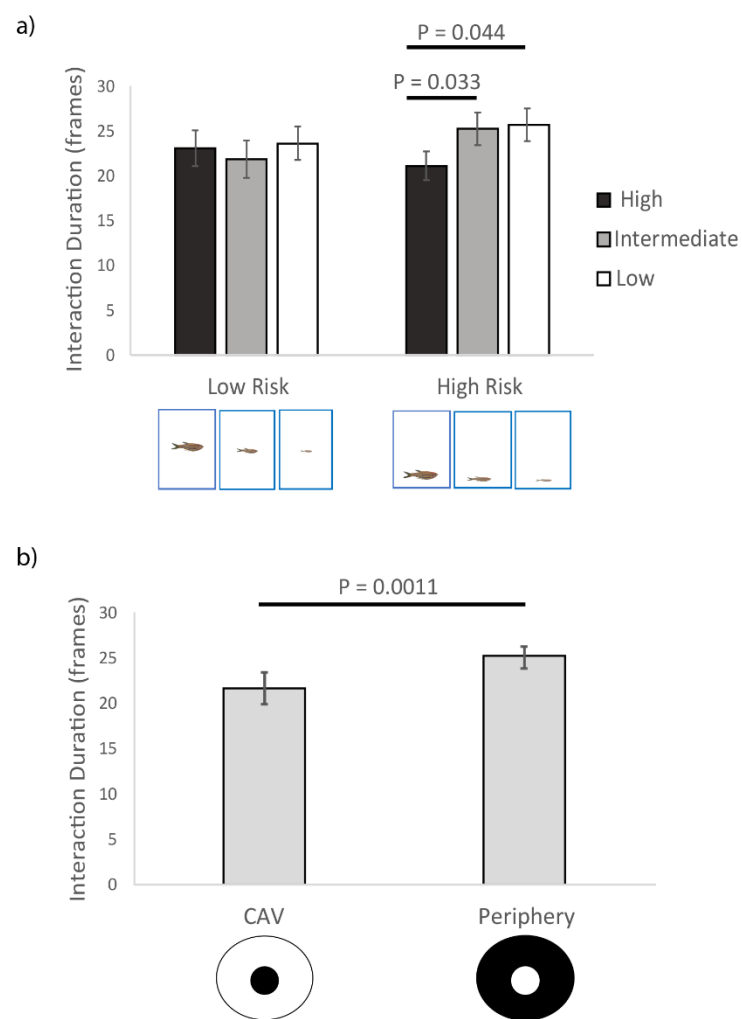 a)
P = 0.044
P = 0.033
Interaction Duration (frames)
30
25
20
15
10
5
0
High
Intermediate
Low
Low Risk
High Risk
b)
P = 0.0011
Interaction Duration (frames)
30
25
20
15
10
5
0
CAV
Periphery